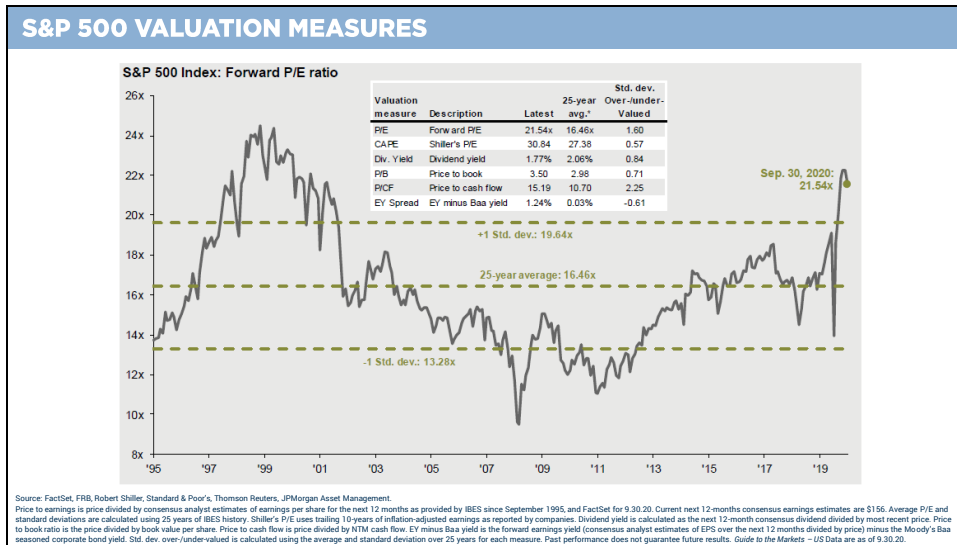 S&P 500 VALUATION MEASURES
S&P 500 Index: Forward P/E ratio
Valuation measure Description Latest 25-year avg.* Std. dev. Over-/under-Valued
P/E Forward P/E 21.54x 16.46x 1.60
CAPE Shiller's P/E 30.84 27.38 0.57
Div. Yield Dividend yield 1.77% 2.06% 0.84
P/B Price to book 3.50 2.98 0.71
P/CF Price to cash flow 15.19 10.70 2.25
EY Spread EY minus Baa yield 1.24% 0.03% -0.61
26x
24x
22x
20x
18x
16x
14x
12x
10x
8x
Sep. 30, 2020:
21.54x
+1 Std. dev.: 19.64x
25-year average: 16.46x
-1 Std. dev.: 13.28x
'95 '97 '99 '01 '03 '05 '07 '09 '11 '13 '15 '17 '19
Source: FactSet, FRB, Robert Shiller, Standard & Poor's, Thomson Reuters, JPMorgan Asset Management.
Price to earnings is price divided by consensus analyst estimates of earnings per share for the next 12 months as provided by IBES since September 1995, and FactSet for 9.30.20. Current next 12-months consensus earnings estimates are $156. Average P/E and
standard deviations are calculated using 25 years of IBES history. Shiller's P/E uses trailing 10-years of inflation-adjusted earnings as reported by companies. Dividend yield is calculated as the next 12-month consensus dividend divided by most recent price. Price
to book ratio is the price divided by book value per share. Price to cash flow is price divided by NTM cash flow. EY minus Baa yield is the forward earnings yield (consensus analyst estimates of EPS over the next 12 months divided by price) minus the Moody's Baa
seasoned corporate bond yield. Std. dev. over-/under-valued is calculated using the average and standard deviation over 25 years for each measure. Past performance does not guarantee future results. Guide to the Markets – US Data are as of 9.30.20.